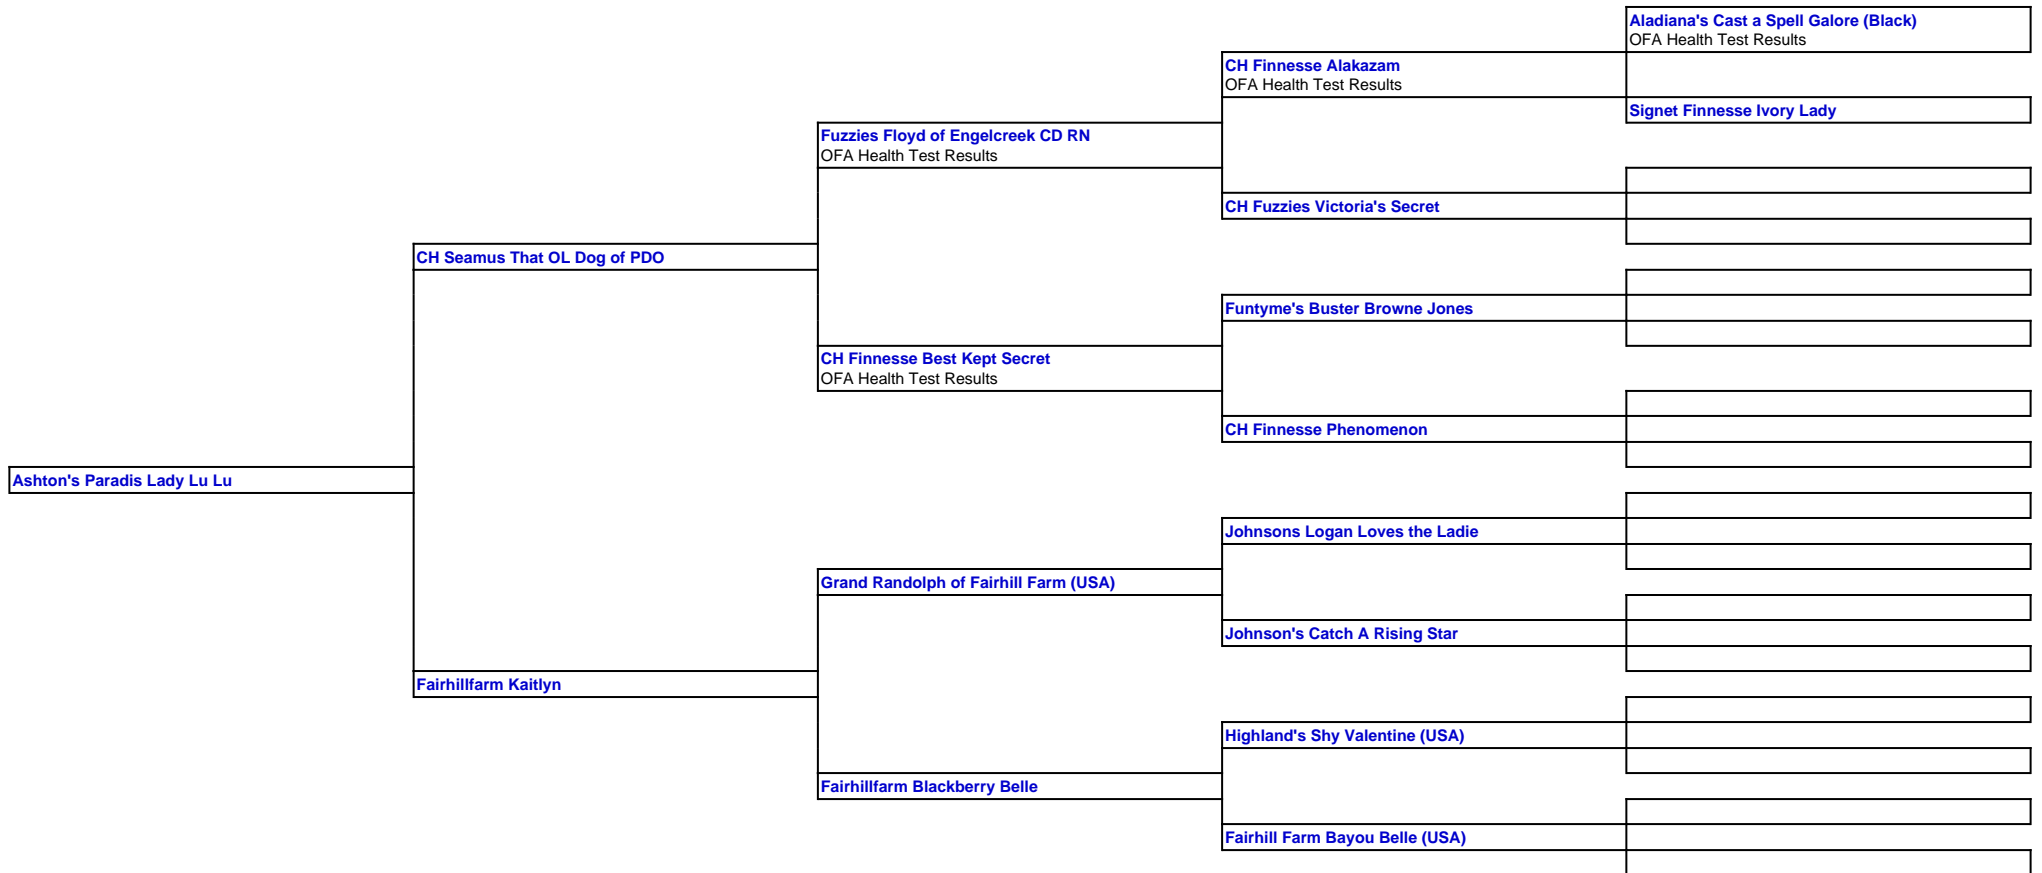 Aladiana's Cast a Spell Galore (Black)
OFA Health Test Results
CH Finnesse Alakazam
OFA Health Test Results
Signet Finnesse Ivory Lady
Fuzzies Floyd of Engelcreek CD RN
OFA Health Test Results
CH Fuzzies Victoria's Secret
CH Seamus That OL Dog of PDO
Funtyme's Buster Browne Jones
CH Finnesse Best Kept Secret
OFA Health Test Results
CH Finnesse Phenomenon
Ashton's Paradis Lady Lu Lu
Johnsons Logan Loves the Ladie
Grand Randolph of Fairhill Farm (USA)
Johnson's Catch A Rising Star
Fairhillfarm Kaitlyn
Highland's Shy Valentine (USA)
Fairhillfarm Blackberry Belle
Fairhill Farm Bayou Belle (USA)